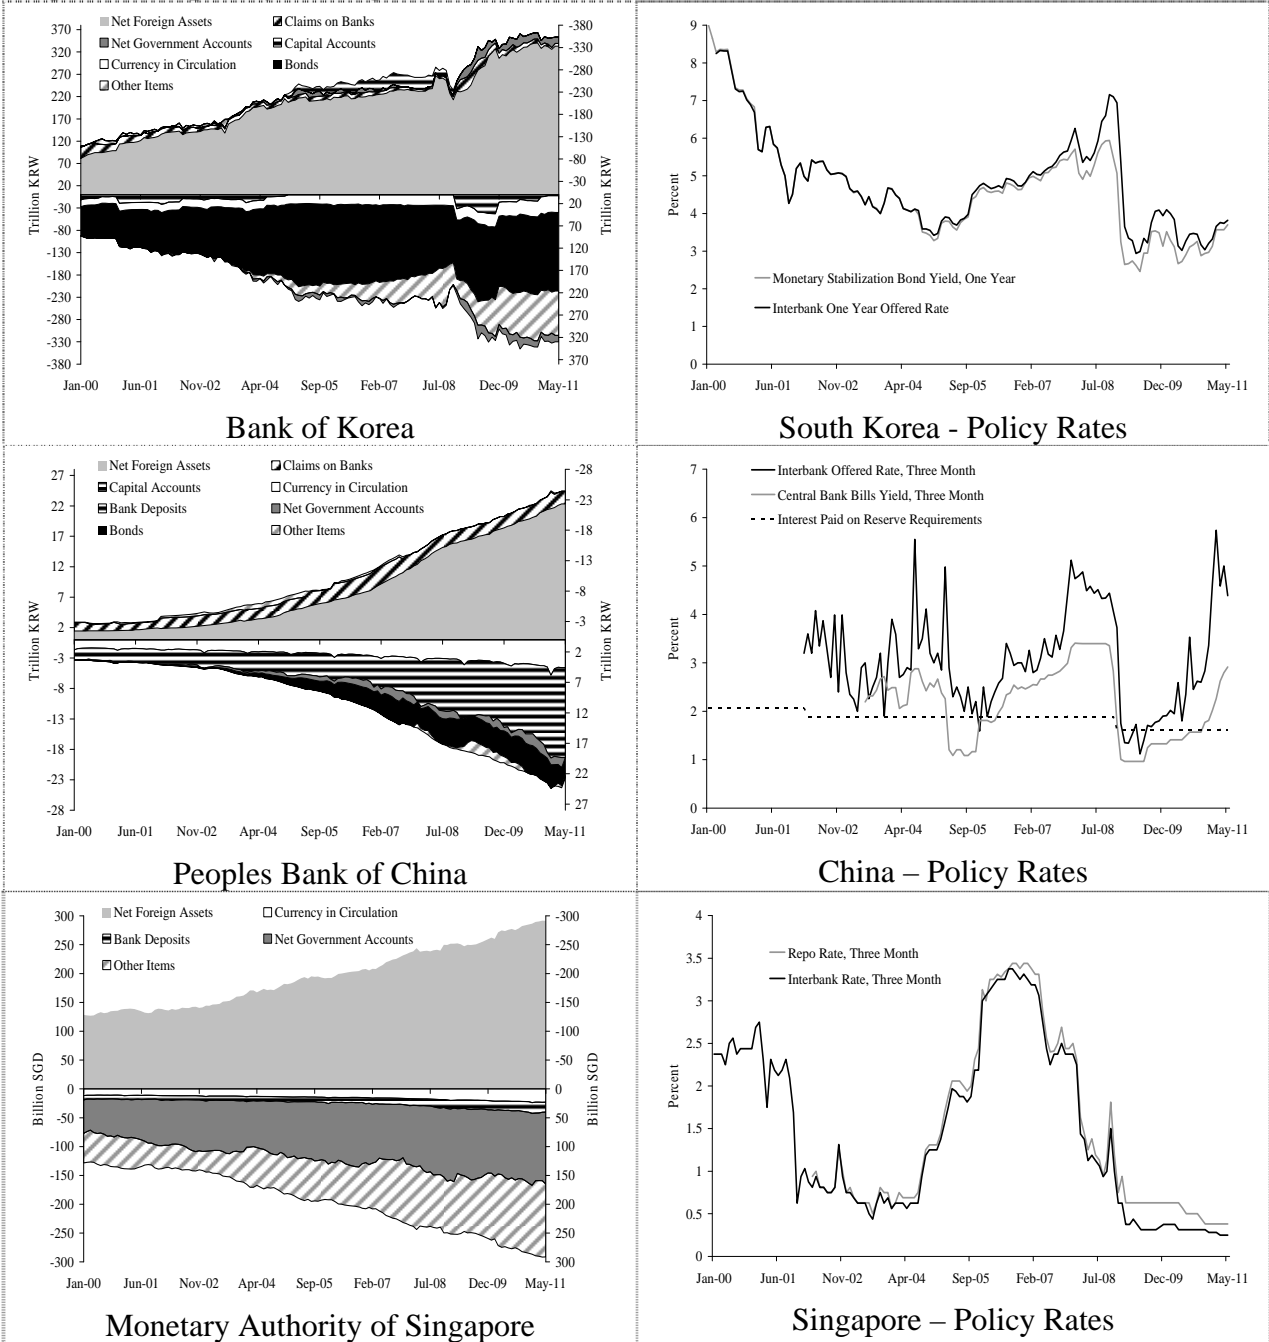 Net Foreign Assets Claims on Banks
Net Government Accounts Capital Accounts
Currency in Circulation Bonds
Other Items
370
320
270
220
170
120
70
20
-30
-80
-130
-180
-230
-280
-330
-380
Trillion KRW
-380
-330
-280
-230
-180
-130
-80
-30
20
70
120
170
220
270
320
370
Trillion KRW
Jan-00 Jun-01 Nov-02 Apr-04 Sep-05 Feb-07 Jul-08 Dec-09 May-11
Bank of Korea
9
8
7
6
5
4
3
2
1
0
Percent
Monetary Stabilization Bond Yield, One Year
Interbank One Year Offered Rate
Jan-00 Jun-01 Nov-02 Apr-04 Sep-05 Feb-07 Jul-08 Dec-09 May-11
South Korea - Policy Rates
Net Foreign Assets Claims on Banks
Capital Accounts Currency in Circulation
Bank Deposits Net Government Accounts
Bonds Other Items
27
22
17
12
7
2
-3
-8
-13
-18
-23
-28
Trillion KRW
-28
-23
-18
-13
-8
-3
2
7
12
17
22
27
Trillion KRW
Jan-00 Jun-01 Nov-02 Apr-04 Sep-05 Feb-07 Jul-08 Dec-09 May-11
Peoples Bank of China
7
6
5
4
3
2
1
0
Percent
Interbank Offered Rate, Three Month
Central Bank Bills Yield, Three Month
Interest Paid on Reserve Requirements
Jan-00 Jun-01 Nov-02 Apr-04 Sep-05 Feb-07 Jul-08 Dec-09 May-11
China – Policy Rates
Net Foreign Assets Currency in Circulation
Bank Deposits Net Government Accounts
Other Items
300
250
200
150
100
50
0
-50
-100
-150
-200
-250
-300
Billion SGD
-300
-250
-200
-150
-100
-50
0
50
100
150
200
250
300
Billion SGD
Jan-00 Jun-01 Nov-02 Apr-04 Sep-05 Feb-07 Jul-08 Dec-09 May-11
Monetary Authority of Singapore
4
3.5
3
2.5
2
1.5
1
0.5
0
Percent
Repo Rate, Three Month
Interbank Rate, Three Month
Jan-00 Jun-01 Nov-02 Apr-04 Sep-05 Feb-07 Jul-08 Dec-09 May-11
Singapore – Policy Rates